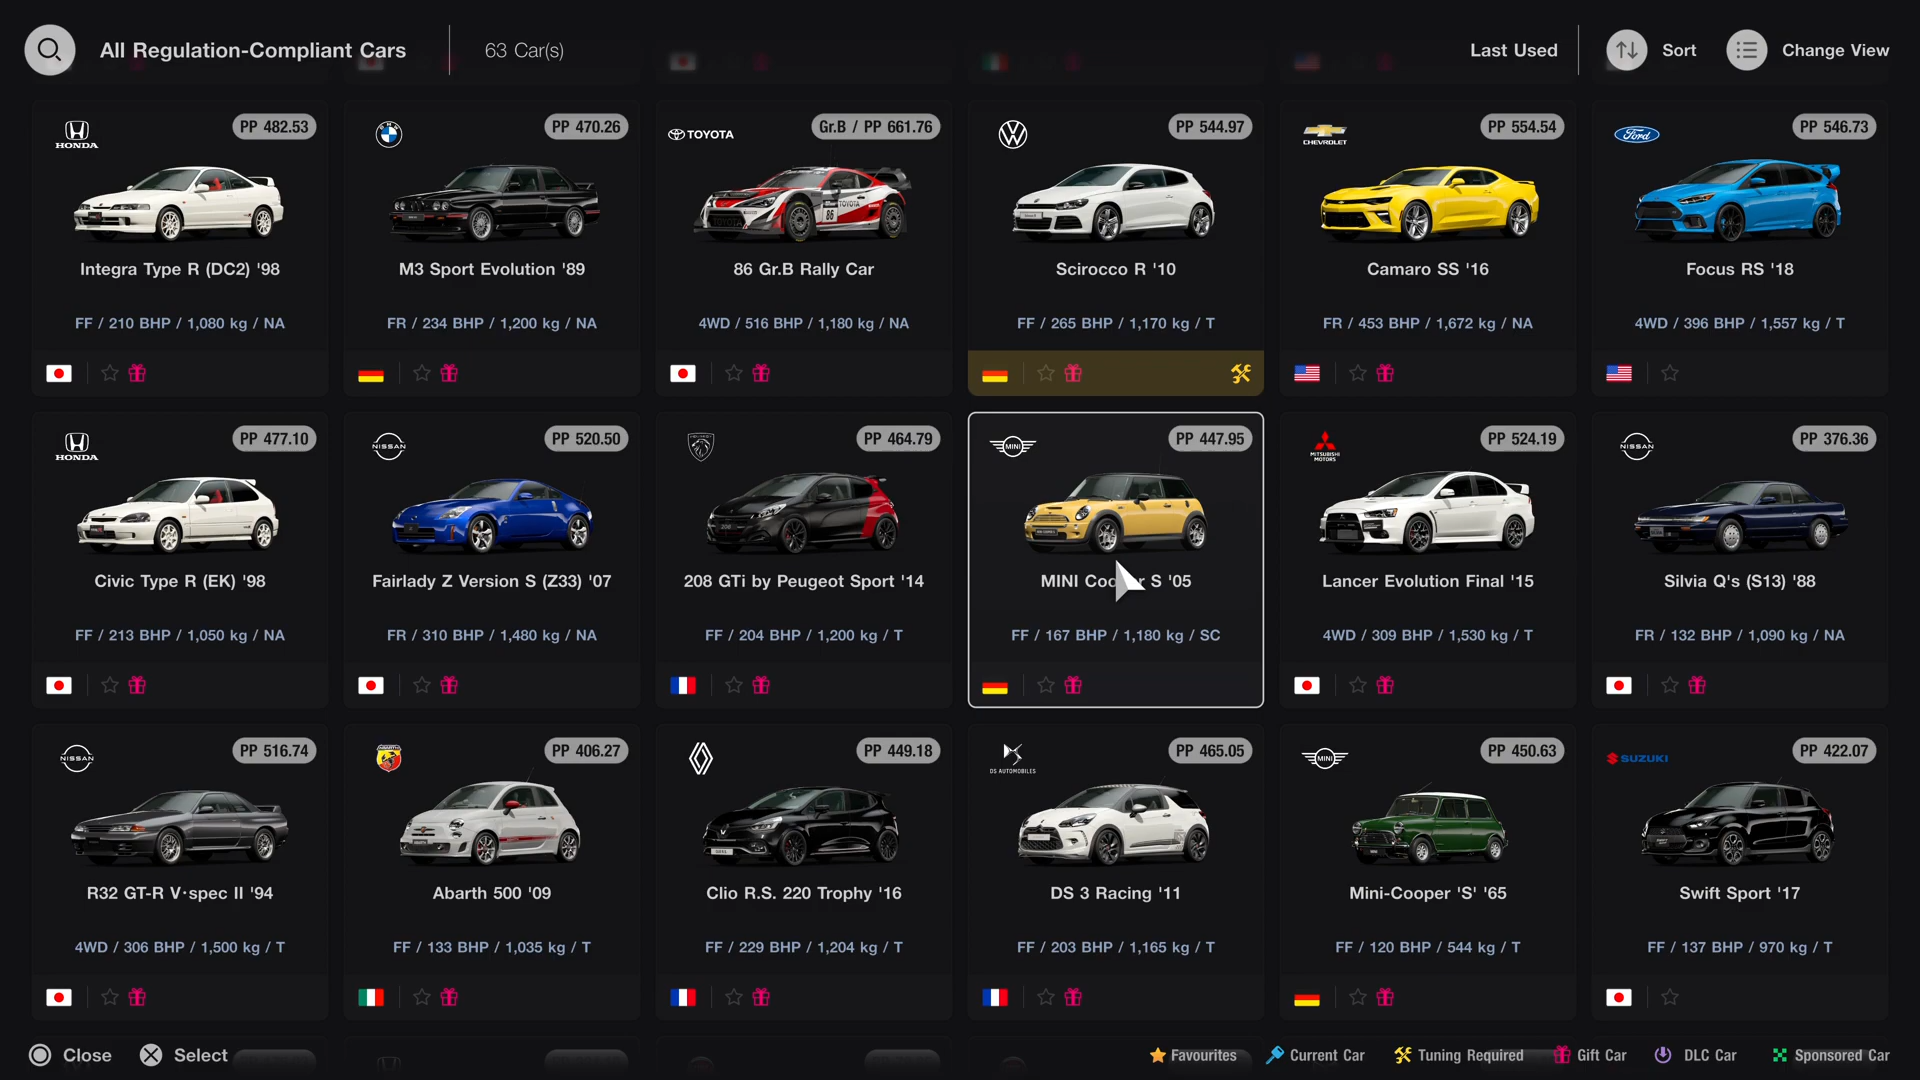 All Regulation-Compliant Cars
63 Car(s)
Last Used
Sort
Change View
HONDA
PP 482.53
Integra Type R (DC2) '98
FF / 210 BHP / 1,080 kg / NA
PP 470.26
M3 Sport Evolution '89
FR / 234 BHP / 1,200 kg / NA
TOYOTA
Gr.B / PP 661.76
86 Gr.B Rally Car
4WD / 516 BHP / 1,180 kg / NA
PP 544.97
Scirocco R '10
FF / 265 BHP / 1,170 kg / T
CHEVROLET
PP 554.54
Camaro SS '16
FR / 453 BHP / 1,672 kg / NA
Ford
PP 546.73
Focus RS '18
4WD / 396 BHP / 1,557 kg / T
HONDA
PP 477.10
Civic Type R (EK) '98
FF / 213 BHP / 1,050 kg / NA
NISSAN
PP 520.50
Fairlady Z Version S (Z33) '07
FR / 310 BHP / 1,480 kg / NA
PP 464.79
208 GTi by Peugeot Sport '14
FF / 204 BHP / 1,200 kg / T
MINI
PP 447.95
MINI Coo r S '05
FF / 167 BHP / 1,180 kg / SC
MITSUBISHI
MOTORS
PP 524.19
Lancer Evolution Final '15
4WD / 309 BHP / 1,530 kg / T
NISSAN
PP 376.36
Silvia Q's (S13) '88
FR / 132 BHP / 1,090 kg / NA
NISSAN
PP 516.74
R32 GT-R V·spec II '94
4WD / 306 BHP / 1,500 kg / T
ABARTH
PP 406.27
Abarth 500 '09
FF / 133 BHP / 1,035 kg / T
PP 449.18
Clio R.S. 220 Trophy '16
FF / 229 BHP / 1,204 kg / T
DS AUTOMOBILES
PP 465.05
DS 3 Racing '11
FF / 203 BHP / 1,165 kg / T
MINI
PP 450.63
Mini-Cooper 'S' '65
FF / 120 BHP / 544 kg / T
SUZUKI
PP 422.07
Swift Sport '17
FF / 137 BHP / 970 kg / T
Close
Select
Favourites
Current Car
Tuning Required
Gift Car
DLC Car
Sponsored Car